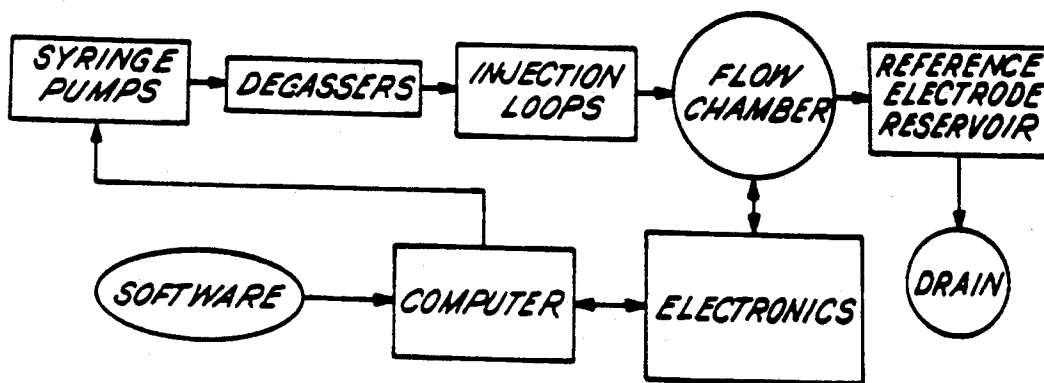 SYRINGE
PUMPS
DEGASSERS
INJECTION
LOOPS
FLOW
CHAMBER
REFERENCE
ELECTRODE
RESERVOIR
SOFTWARE
COMPUTER
ELECTRONICS
DRAIN